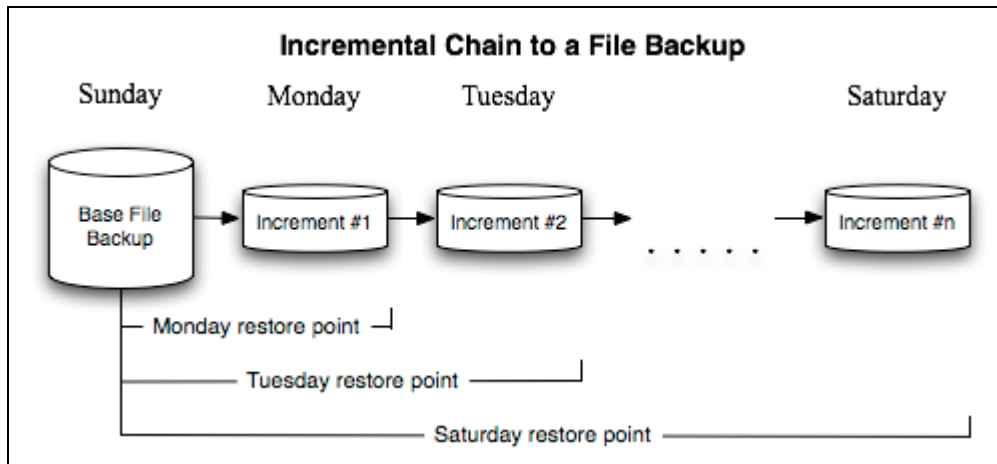 Incremental Chain to a File Backup
Sunday Monday Tuesday Saturday
Base File
Backup
Increment #1 Increment #2 . . . . . Increment #n
Monday restore point
Tuesday restore point
Saturday restore point